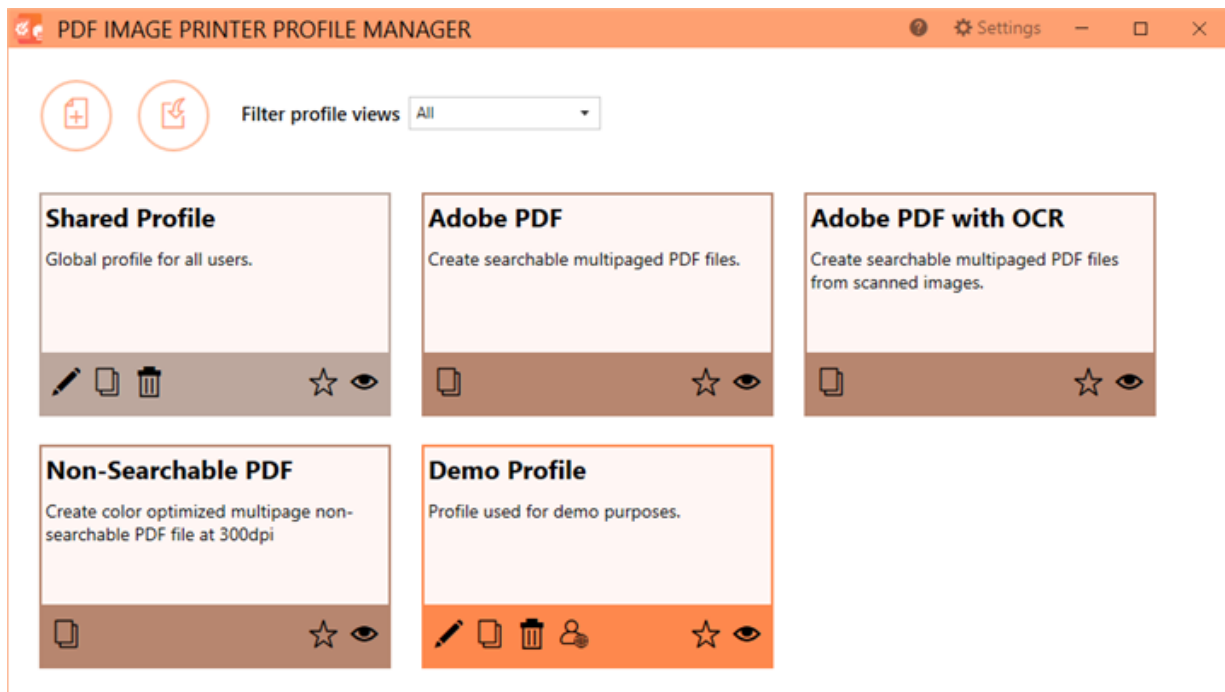 PDF IMAGE PRINTER PROFILE MANAGER
Settings
Filter profile views
All
Shared Profile
Global profile for all users.
Adobe PDF
Create searchable multipaged PDF files.
Adobe PDF with OCR
Create searchable multipaged PDF files
from scanned images.
Non-Searchable PDF
Create color optimized multipage non-
searchable PDF file at 300dpi
Demo Profile
Profile used for demo purposes.